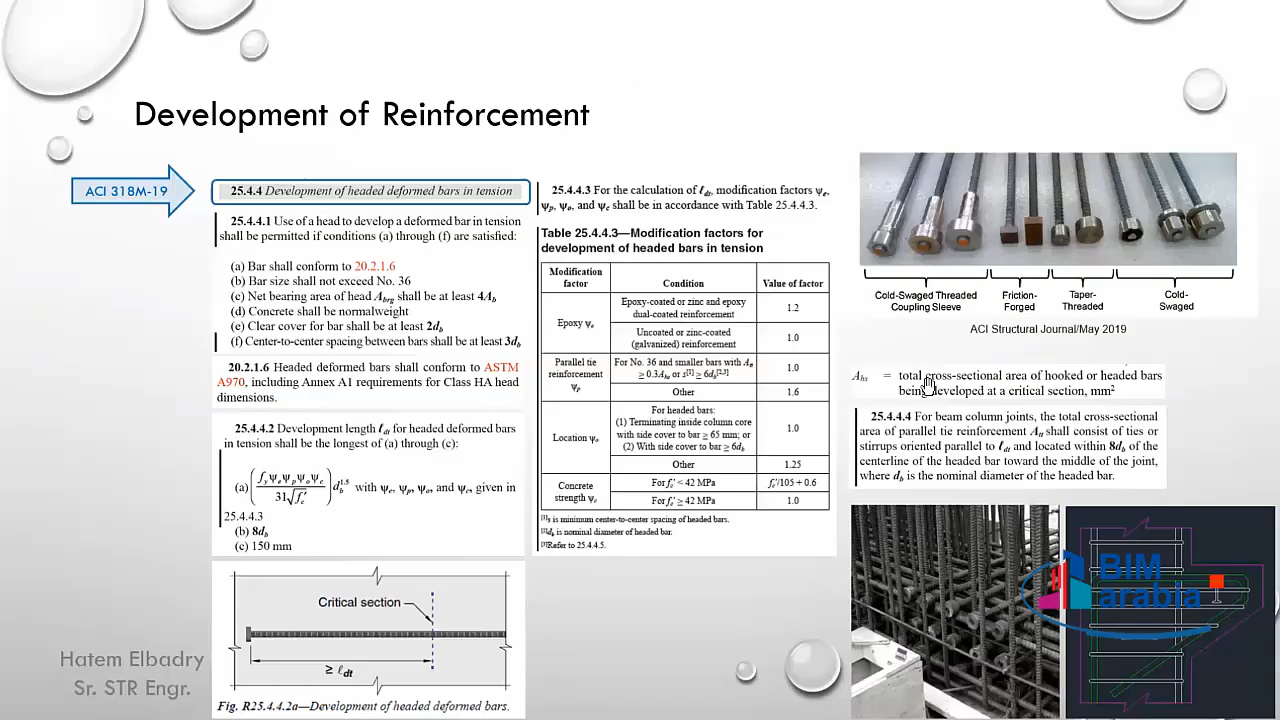 Development of Reinforcement
ACI 318M-19
25.4.4 Development of headed deformed bars in tension
25.4.4.1 Use of a head to develop a deformed bar in tension
shall be permitted if conditions (a) through (f) are satisfied:
(a) Bar shall conform to 20.2.1.6
(b) Bar size shall not exceed No. 36
(c) Net bearing area of head Abrg shall be at least 4Ab
(d) Concrete shall be normalweight
(e) Clear cover for bar shall be at least 2db
(f) Center-to-center spacing between bars shall be at least 3db
20.2.1.6 Headed deformed bars shall conform to ASTM
A970, including Annex A1 requirements for Class HA head
dimensions.
25.4.4.2 Development length ℓdt for headed deformed bars
in tension shall be the longest of (a) through (c):
(a) (fy ψe ψp ψo ψc / 31√fc′) db^1.5 with ψe, ψp, ψo, and ψc, given in
25.4.4.3
(b) 8db
(c) 150 mm
Critical section
≥ ℓdt
Fig. R25.4.4.2a—Development of headed deformed bars.
25.4.4.3 For the calculation of ℓdt, modification factors ψe,
ψp, ψo, and ψc shall be in accordance with Table 25.4.4.3.
Table 25.4.4.3—Modification factors for
development of headed bars in tension
Modification
factor
Condition
Value of factor
Epoxy ψe
Epoxy-coated or zinc and epoxy
dual-coated reinforcement
1.2
Uncoated or zinc-coated
(galvanized) reinforcement
1.0
Parallel tie
reinforcement
ψp
For No. 36 and smaller bars with Att
≥ 0.3Ahs or s[1] ≥ 6db[2,3]
1.0
Other
1.6
Location ψo
For headed bars:
(1) Terminating inside column core
with side cover to bar ≥ 65 mm; or
(2) With side cover to bar ≥ 6db
1.0
Other
1.25
Concrete
strength ψc
For fc′ < 42 MPa
fc′/105 + 0.6
For fc′ ≥ 42 MPa
1.0
[1]s is minimum center-to-center spacing of headed bars.
[2]db is nominal diameter of headed bar.
[3]Refer to 25.4.4.5.
Cold-Swaged Threaded
Coupling Sleeve
Friction-
Forged
Taper-
Threaded
Cold-
Swaged
ACI Structural Journal/May 2019
Ahs = total cross-sectional area of hooked or headed bars
being developed at a critical section, mm2
25.4.4.4 For beam column joints, the total cross-sectional
area of parallel tie reinforcement Att shall consist of ties or
stirrups oriented parallel to ℓdt and located within 8db of the
centerline of the headed bar toward the middle of the joint,
where db is the nominal diameter of the headed bar.
BIM
arabia
Hatem Elbadry
Sr. STR Engr.